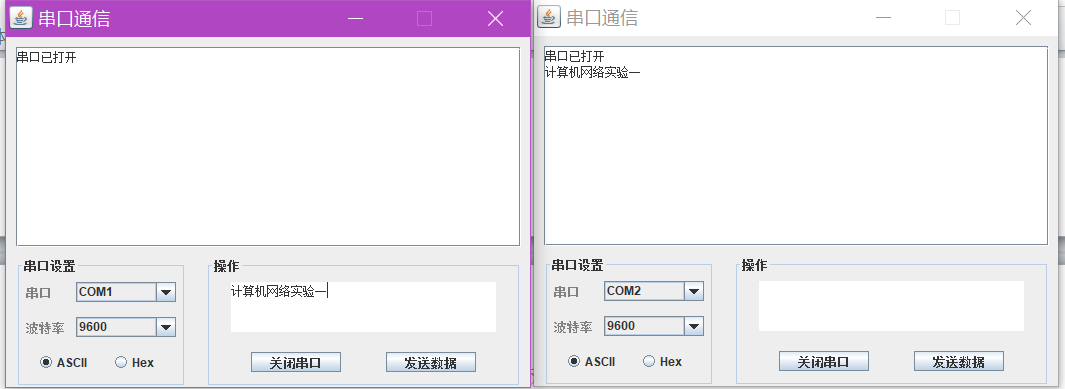 串口通信
串口已打开
串口设置
串口 COM1
波特率 9600
ASCII Hex
操作
计算机网络实验一
关闭串口 发送数据
串口通信
串口已打开
计算机网络实验一
串口设置
串口 COM2
波特率 9600
ASCII Hex
操作
关闭串口 发送数据